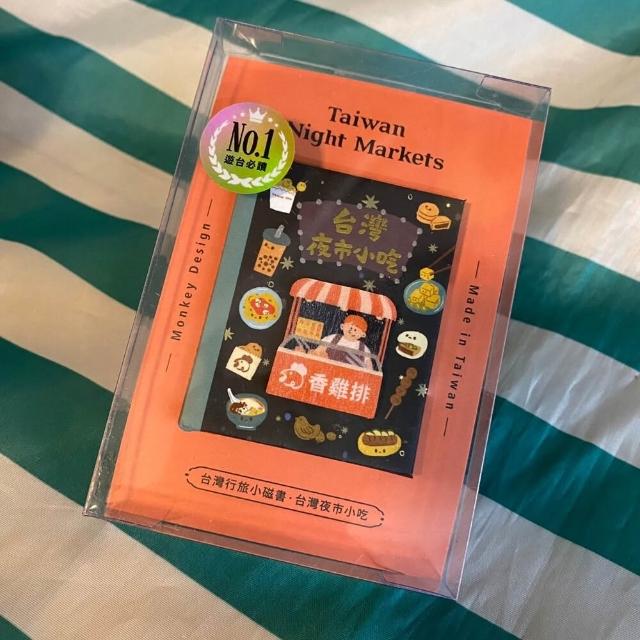 Taiwan
Night Markets
No.1
遊台必讀
台灣
夜市小吃
Monkey Design
Made in Taiwan
香雞排
台灣行旅小磁書·台灣夜市小吃